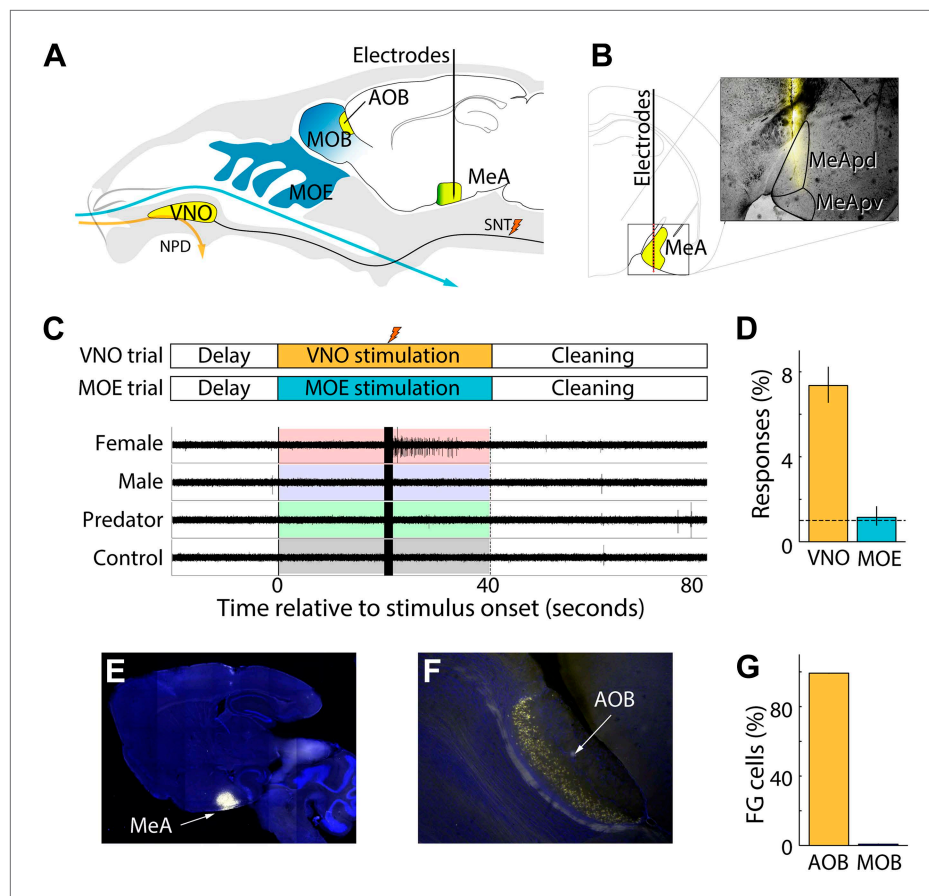 A
Electrodes
AOB
MOB
MeA
MOE
VNO
SNT
NPD
B
Electrodes
MeApd
MeApv
MeA
C
VNO trial Delay VNO stimulation Cleaning
MOE trial Delay MOE stimulation Cleaning
Female
Male
Predator
Control
0 40 80
Time relative to stimulus onset (seconds)
D
Responses (%)
8
4
0
VNO MOE
E
MeA
F
AOB
G
FG cells (%)
80
40
0
AOB MOB